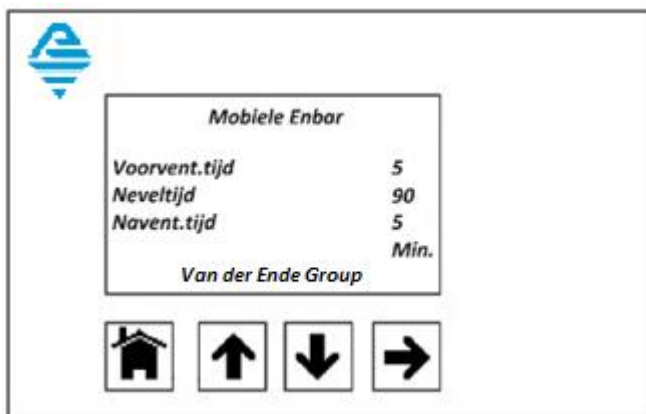 Mobiele Enbar
Voorvent.tijd 5
Neveltijd 90
Navent.tijd 5
Min.
Van der Ende Group